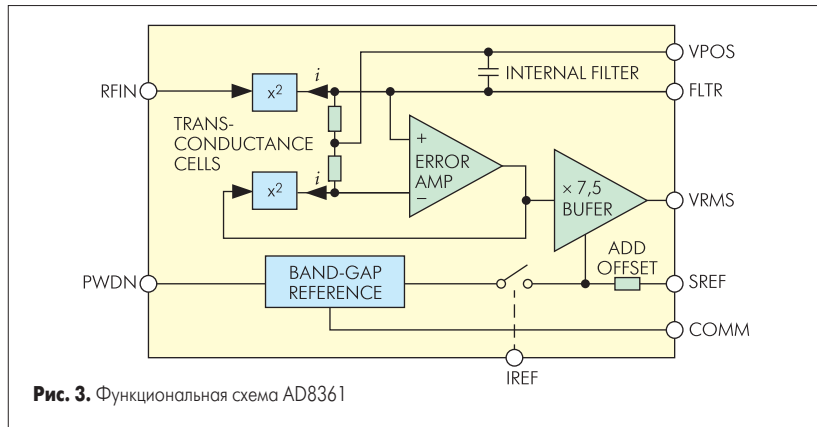 VPOS
INTERNAL FILTER
RFIN
x²
i
FLTR
TRANS-
CONDUCTANCE
CELLS
+
ERROR
AMP
−
x²
i
× 7,5
BUFER
VRMS
ADD
OFFSET
PWDN
BAND-GAP
REFERENCE
SREF
COMM
IREF
Рис. 3. Функциональная схема AD8361